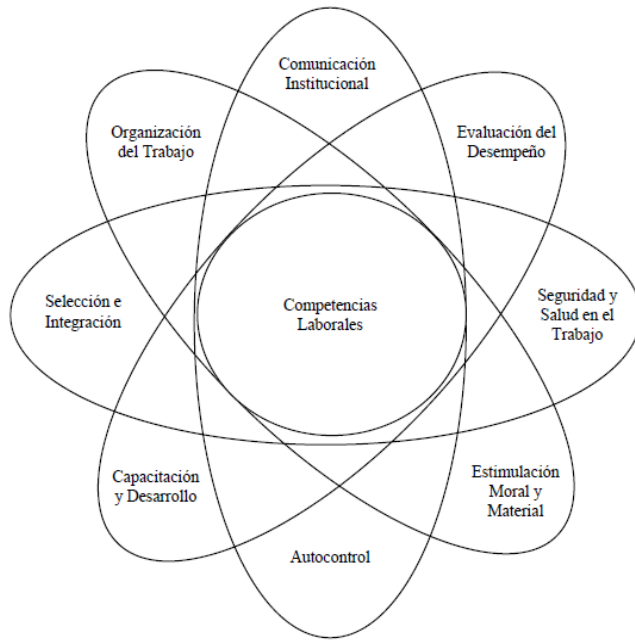 Comunicación
Institucional
Organización
del Trabajo
Evaluación del
Desempeño
Selección e
Integración
Competencias
Laborales
Seguridad y
Salud en el
Trabajo
Capacitación
y Desarrollo
Estimulación
Moral y
Material
Autocontrol